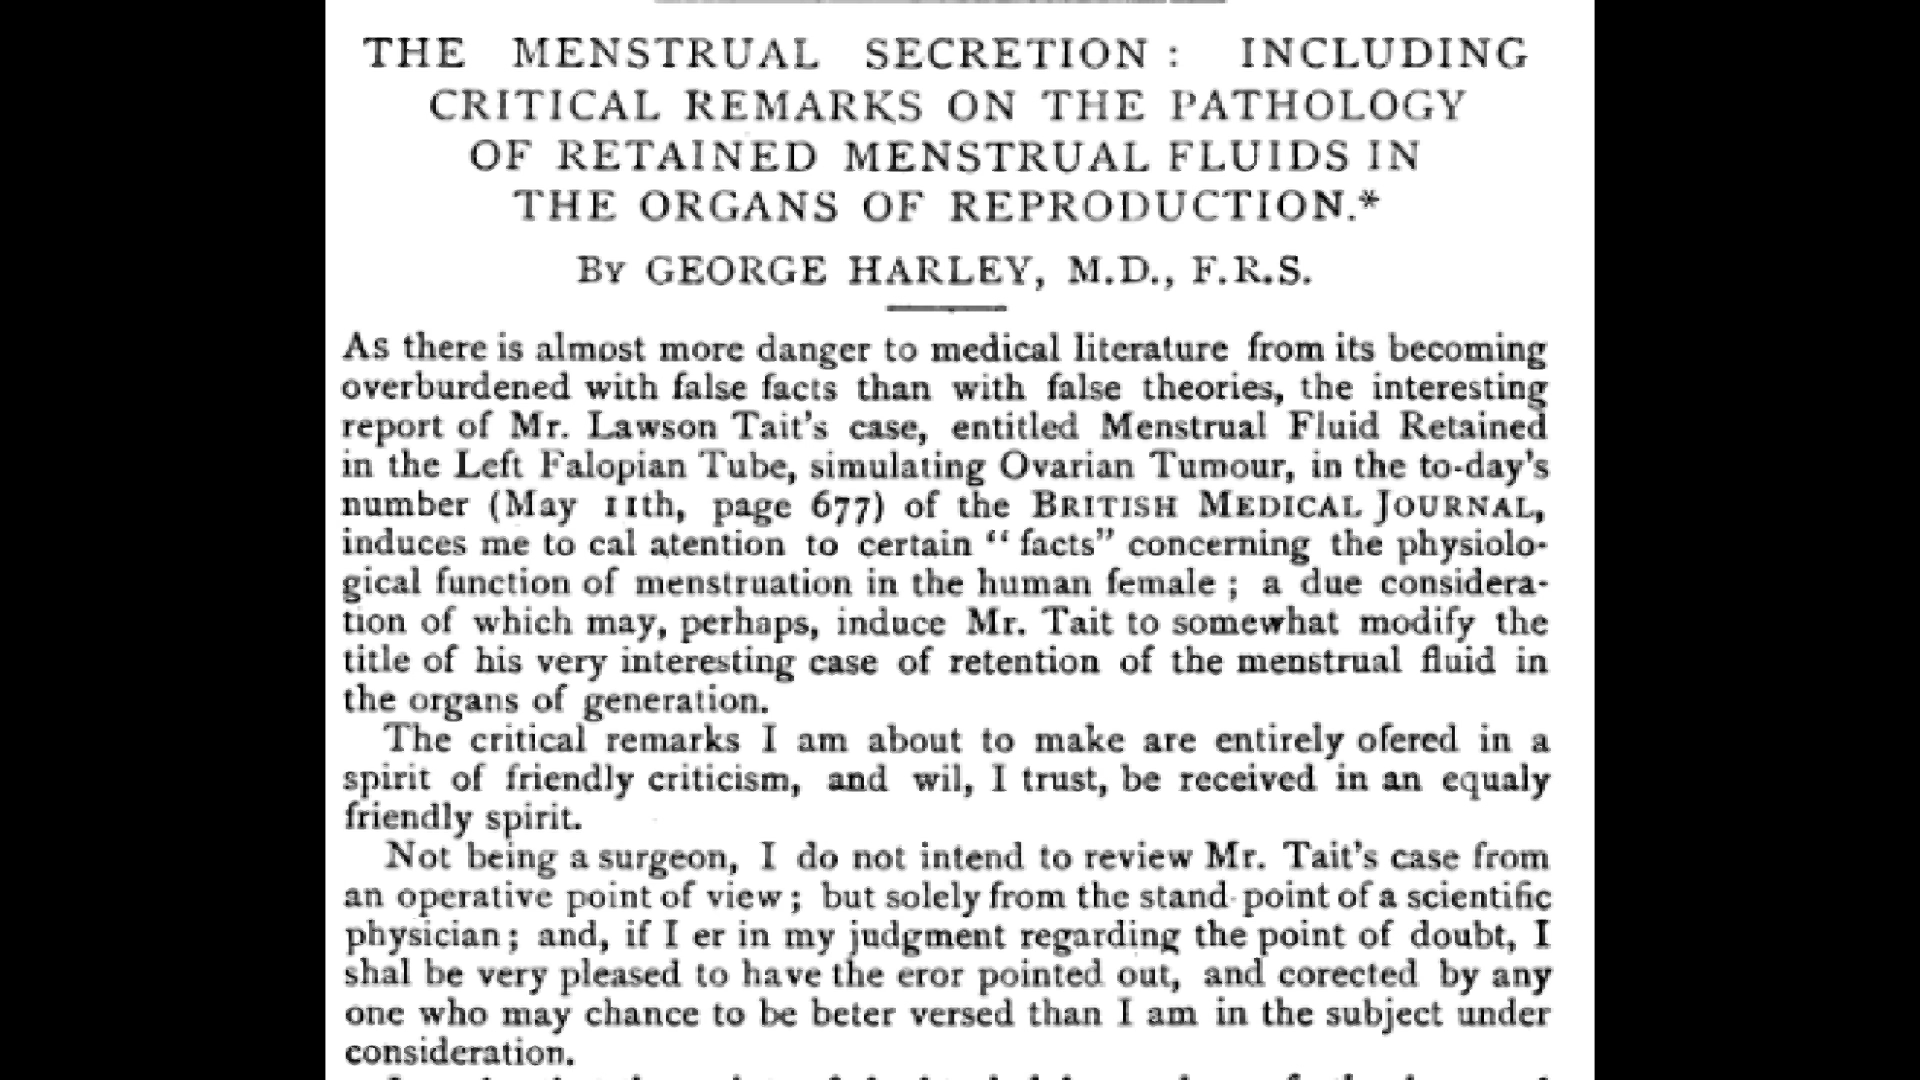 THE MENSTRUAL SECRETION: INCLUDING
CRITICAL REMARKS ON THE PATHOLOGY
OF RETAINED MENSTRUAL FLUIDS IN
THE ORGANS OF REPRODUCTION.*
By GEORGE HARLEY, M.D., F.R.S.
As there is almost more danger to medical literature from its becoming
overburdened with false facts than with false theories, the interesting
report of Mr. Lawson Tait's case, entitled Menstrual Fluid Retained
in the Left Falopian Tube, simulating Ovarian Tumour, in the to-day's
number (May 11th, page 677) of the BRITISH MEDICAL JOURNAL,
induces me to cal atention to certain "facts" concerning the physiolo-
gical function of menstruation in the human female; a due considera-
tion of which may, perhaps, induce Mr. Tait to somewhat modify the
title of his very interesting case of retention of the menstrual fluid in
the organs of generation.
The critical remarks I am about to make are entirely ofered in a
spirit of friendly criticism, and wil, I trust, be received in an equaly
friendly spirit.
Not being a surgeon, I do not intend to review Mr. Tait's case from
an operative point of view; but solely from the stand-point of a scientific
physician; and, if I er in my judgment regarding the point of doubt, I
shal be very pleased to have the eror pointed out, and corected by any
one who may chance to be beter versed than I am in the subject under
consideration.